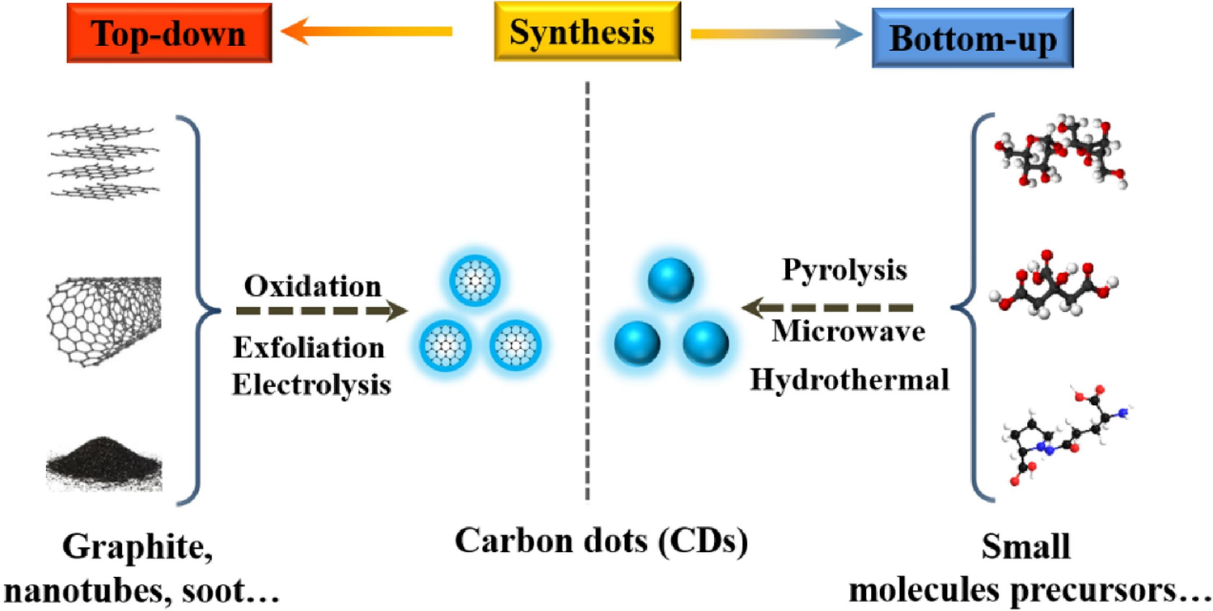 Top-down
Synthesis
Bottom-up
Oxidation
Exfoliation
Electrolysis
Pyrolysis
Microwave
Hydrothermal
Graphite,
nanotubes, soot…
Carbon dots (CDs)
Small
molecules precursors…